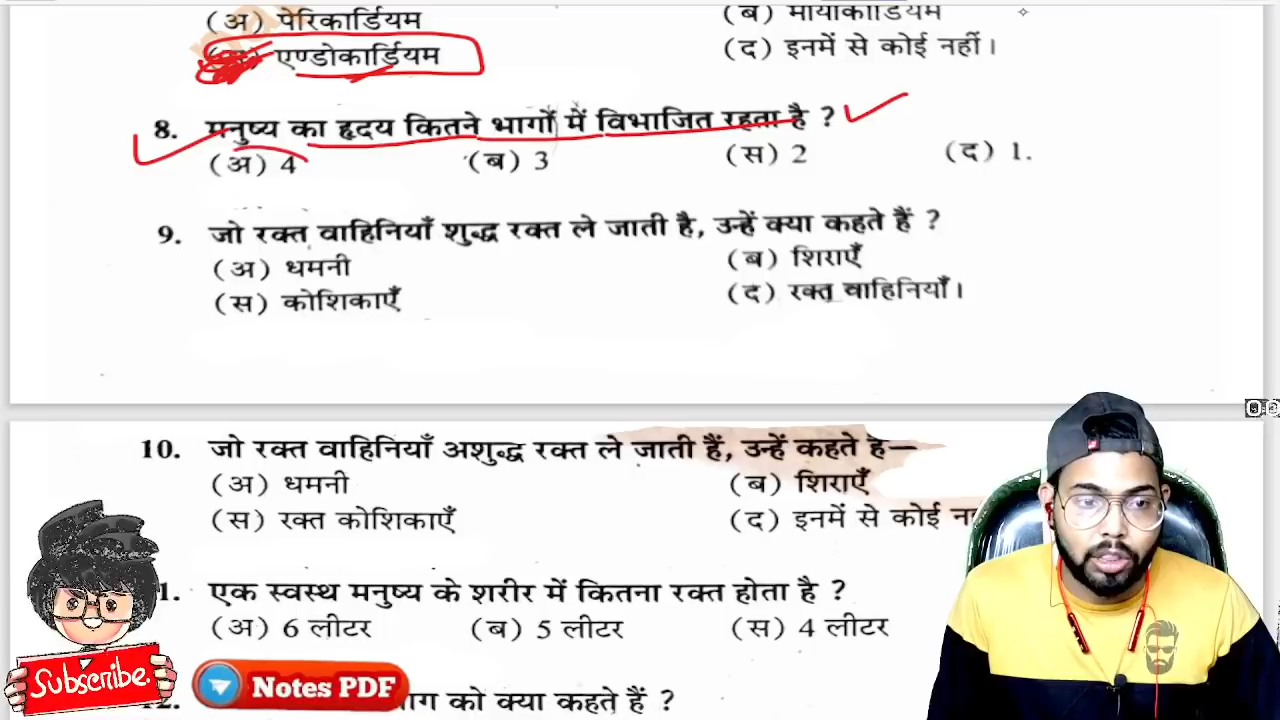 (अ) पेरिकार्डियम (ब) मायोकार्डियम
एण्डोकार्डियम (द) इनमें से कोई नहीं।
8. मनुष्य का हृदय कितने भागों में विभाजित रहता है ?
(अ) 4 (ब) 3 (स) 2 (द) 1.
9. जो रक्त वाहिनियाँ शुद्ध रक्त ले जाती है, उन्हें क्या कहते हैं ?
(अ) धमनी (ब) शिराएँ
(स) कोशिकाएँ (द) रक्त वाहिनियाँ।
10. जो रक्त वाहिनियाँ अशुद्ध रक्त ले जाती हैं, उन्हें कहते हैं—
(अ) धमनी (ब) शिराएँ
(स) रक्त कोशिकाएँ (द) इनमें से कोई
1. एक स्वस्थ मनुष्य के शरीर में कितना रक्त होता है ?
(अ) 6 लीटर (ब) 5 लीटर (स) 4 लीटर
को क्या कहते हैं ?
Subscribe.
Notes PDF